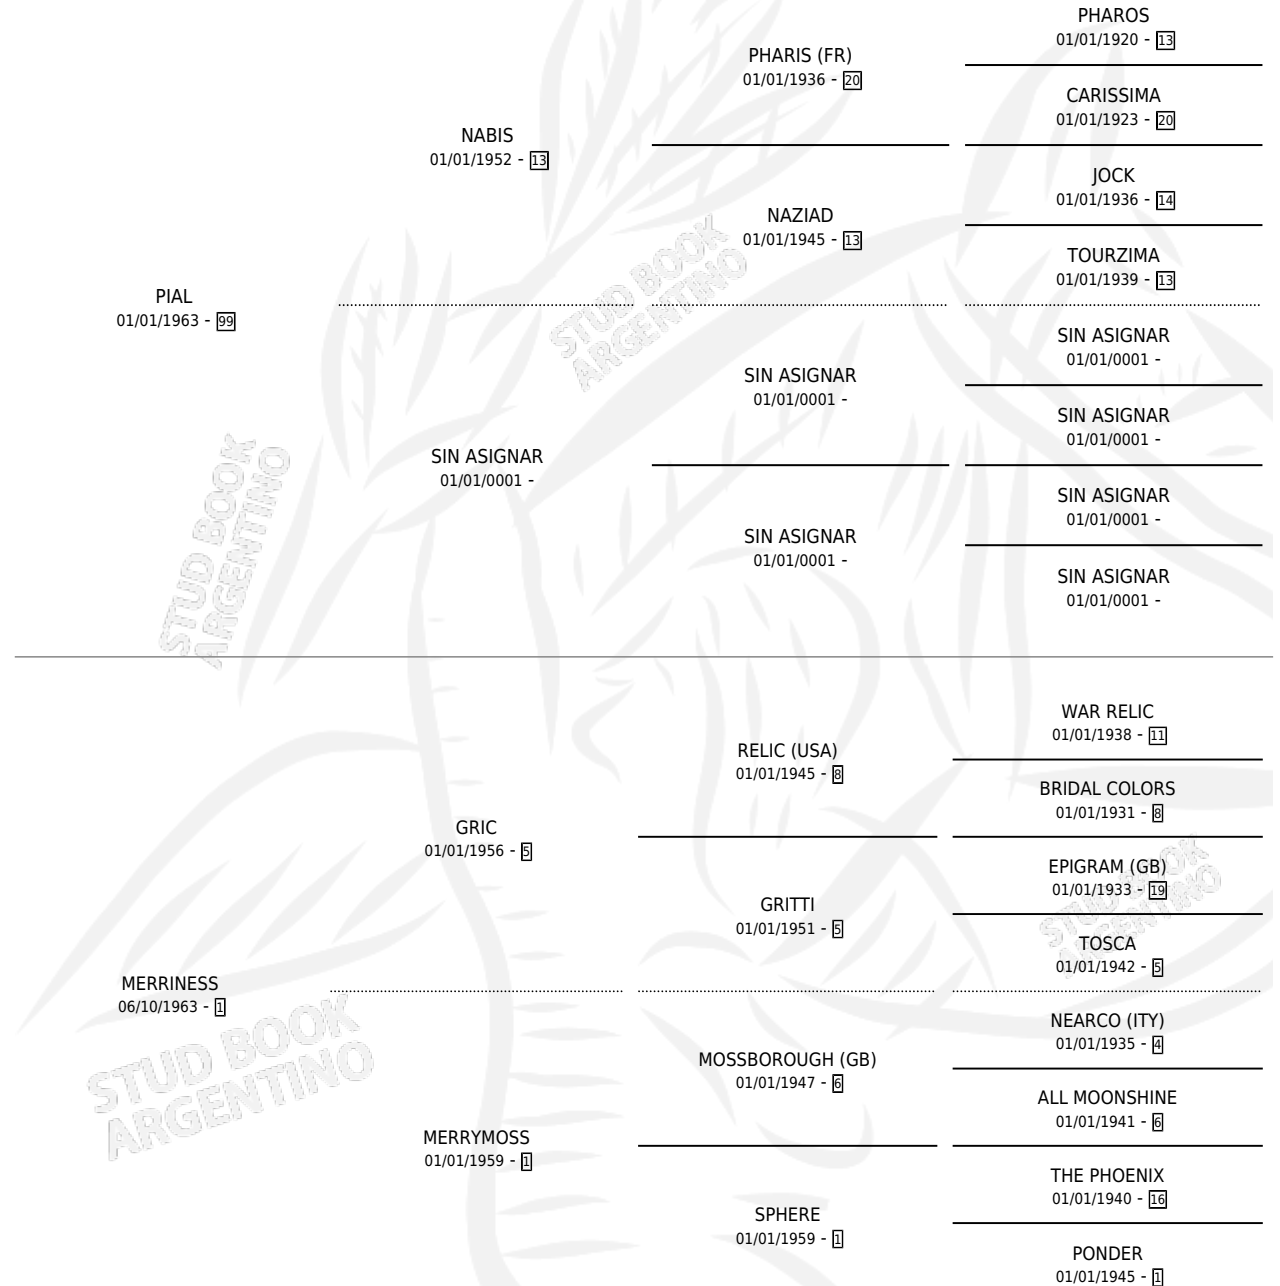 PHAROS
01/01/1920 - 13
PHARIS (FR)
01/01/1936 - 20
CARISSIMA
01/01/1923 - 20
NABIS
01/01/1952 - 13
JOCK
01/01/1936 - 14
NAZIAD
01/01/1945 - 13
TOURZIMA
01/01/1939 - 13
PIAL
01/01/1963 - 99
SIN ASIGNAR
01/01/0001 -
SIN ASIGNAR
01/01/0001 -
SIN ASIGNAR
01/01/0001 -
SIN ASIGNAR
01/01/0001 -
SIN ASIGNAR
01/01/0001 -
SIN ASIGNAR
01/01/0001 -
SIN ASIGNAR
01/01/0001 -
STUD BOOK
ARGENTINO
STUD BOOK
ARGENTINO
WAR RELIC
01/01/1938 - 11
RELIC (USA)
01/01/1945 - 8
BRIDAL COLORS
01/01/1931 - 8
GRIC
01/01/1956 - 5
EPIGRAM (GB)
01/01/1933 - 19
GRITTI
01/01/1951 - 5
TOSCA
01/01/1942 - 5
STUD BOOK
ARGENTINO
MERRINESS
06/10/1963 - 1
NEARCO (ITY)
01/01/1935 - 4
MOSSBOROUGH (GB)
01/01/1947 - 6
ALL MOONSHINE
01/01/1941 - 6
STUD BOOK
ARGENTINO
MERRYMOSS
01/01/1959 - 1
THE PHOENIX
01/01/1940 - 16
SPHERE
01/01/1959 - 1
PONDER
01/01/1945 - 1